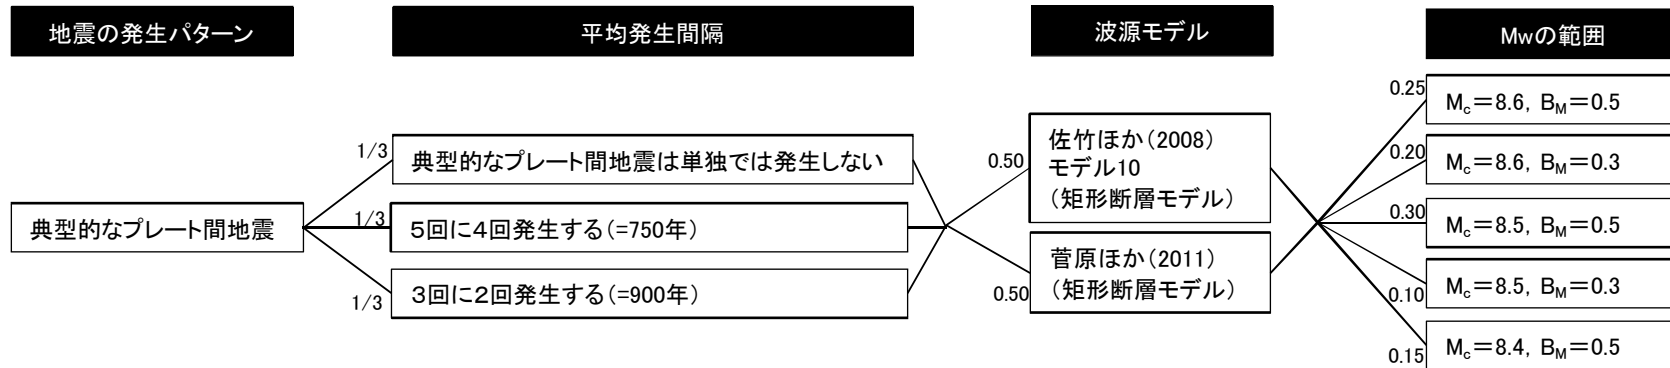 地震の発生パターン
平均発生間隔
波源モデル
Mwの範囲
典型的なプレート間地震
1/3
典型的なプレート間地震は単独では発生しない
1/3
5回に4回発生する(=750年)
1/3
3回に2回発生する(=900年)
0.50
佐竹ほか(2008)
モデル10
(矩形断層モデル)
0.50
菅原ほか(2011)
(矩形断層モデル)
0.25
Mc=8.6, BM=0.5
0.20
Mc=8.6, BM=0.3
0.30
Mc=8.5, BM=0.5
0.10
Mc=8.5, BM=0.3
0.15
Mc=8.4, BM=0.5